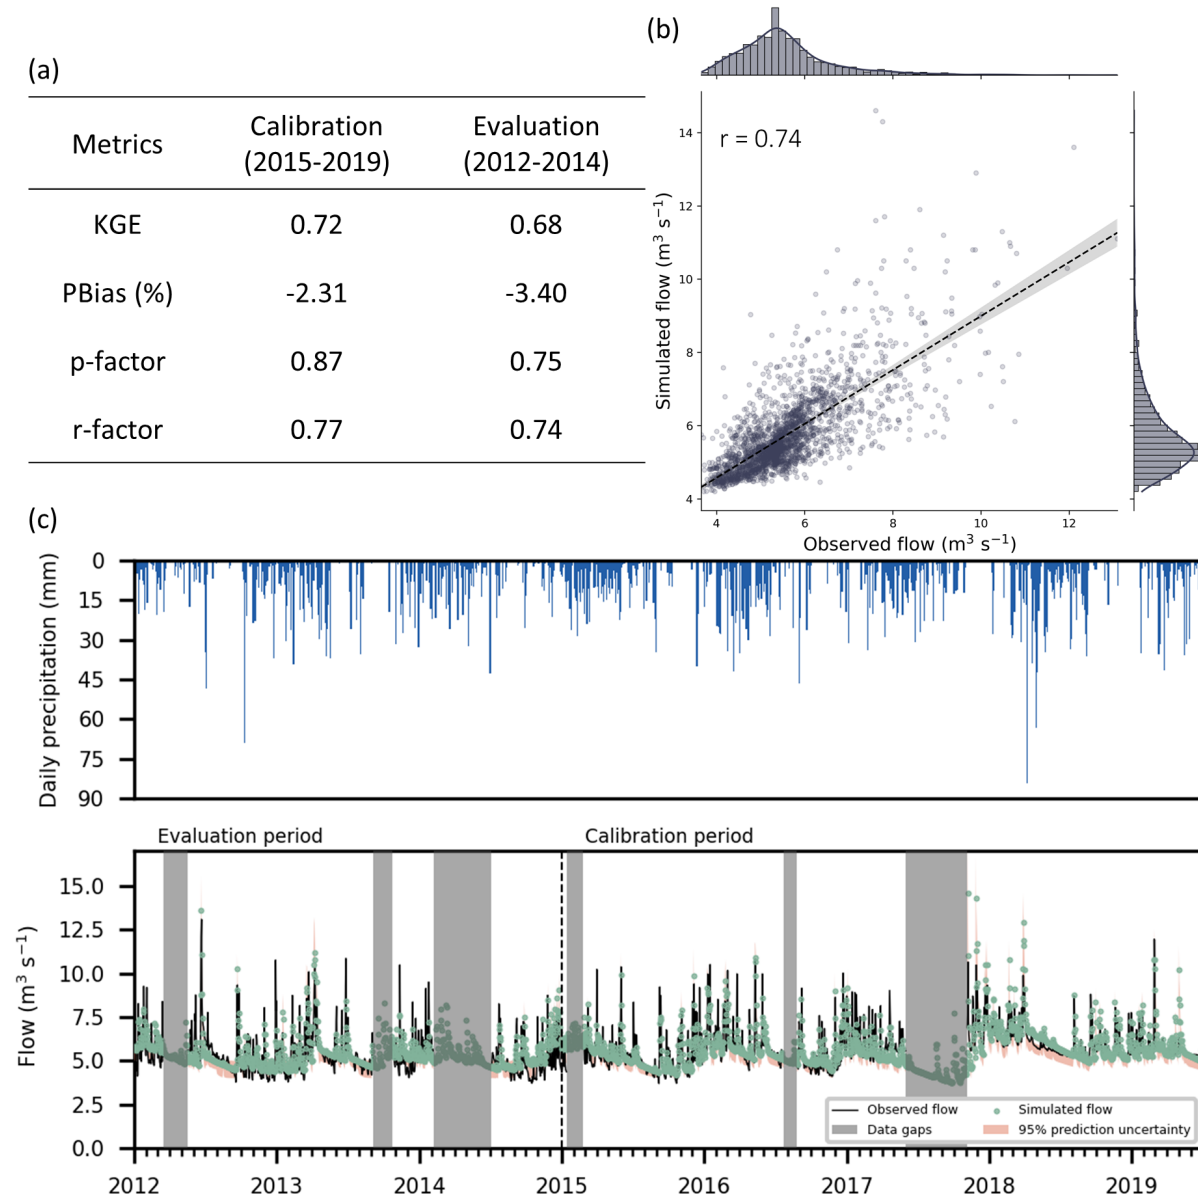 (a)
Metrics Calibration (2015-2019) Evaluation (2012-2014)
KGE 0.72 0.68
PBias (%) -2.31 -3.40
p-factor 0.87 0.75
r-factor 0.77 0.74
(b)
r = 0.74
Simulated flow (m³ s⁻¹)
14
12
10
8
6
4
4 6 8 10 12
Observed flow (m³ s⁻¹)
(c)
Daily precipitation (mm)
0
15
30
45
60
75
90
Evaluation period Calibration period
Flow (m³ s⁻¹)
15.0
12.5
10.0
7.5
5.0
2.5
0.0
Observed flow Simulated flow
Data gaps 95% prediction uncertainty
2012 2013 2014 2015 2016 2017 2018 2019